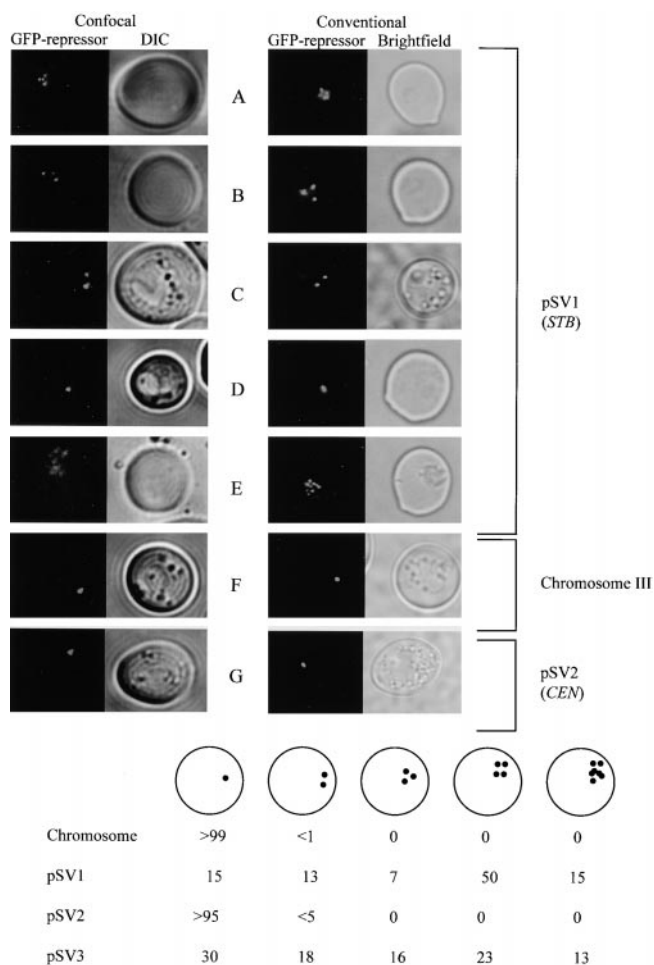 Confocal
GFP-repressor DIC
Conventional
GFP-repressor Brightfield
A
B
C
D
E
F
G
pSV1
(STB)
Chromosome III
pSV2
(CEN)
Chromosome >99 <1 0 0 0
pSV1 15 13 7 50 15
pSV2 >95 <5 0 0 0
pSV3 30 18 16 23 13